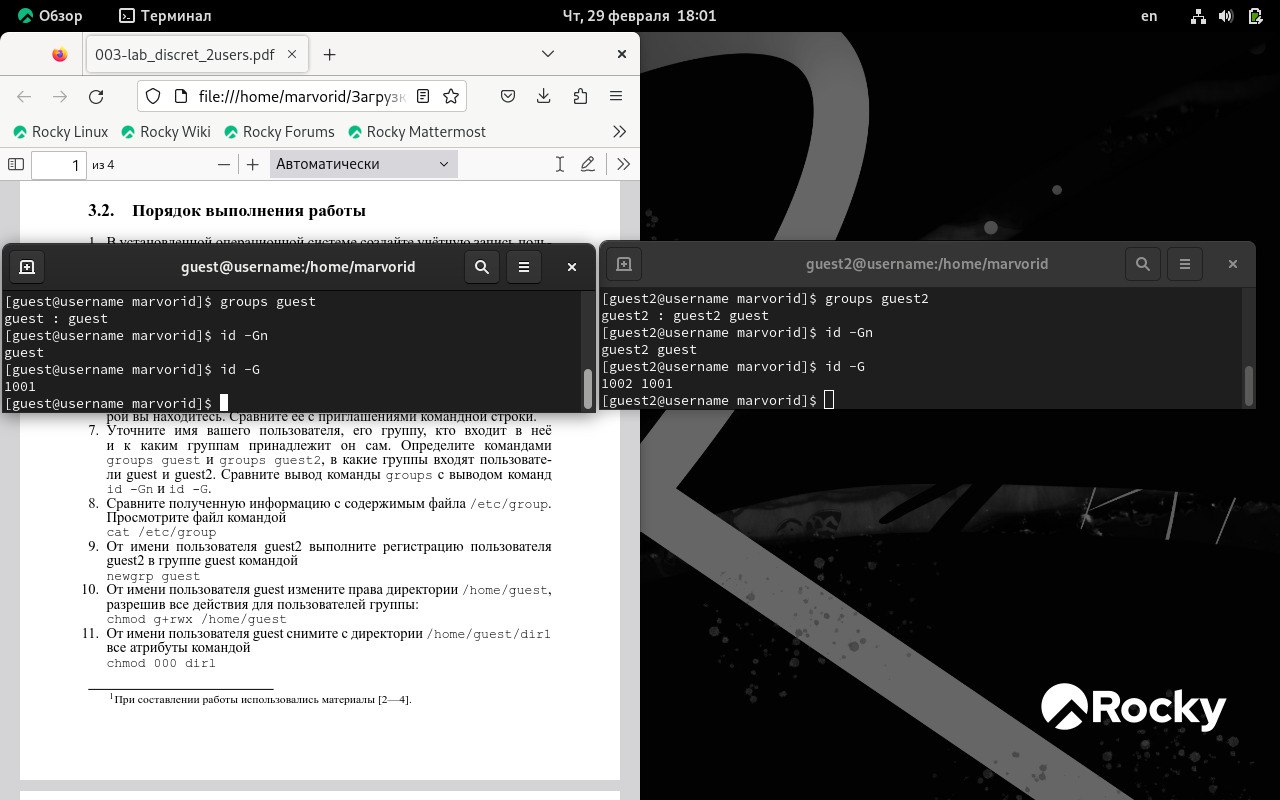 Обзор
Терминал
Чт, 29 февраля 18:01
en
003-lab_discret_2users.pdf
file:///home/marvorid/Загрузк
Rocky Linux
Rocky Wiki
Rocky Forums
Rocky Mattermost
1
из 4
Автоматически
3.2. Порядок выполнения работы
1. В установленной операционной системе создайте учётную запись поль-
guest@username:/home/marvorid
[guest@username marvorid]$ groups guest
guest : guest
[guest@username marvorid]$ id -Gn
guest
[guest@username marvorid]$ id -G
1001
[guest@username marvorid]$
guest2@username:/home/marvorid
[guest2@username marvorid]$ groups guest2
guest2 : guest2 guest
[guest2@username marvorid]$ id -Gn
guest2 guest
[guest2@username marvorid]$ id -G
1002 1001
[guest2@username marvorid]$
рой вы находитесь. Сравните её с приглашениями командной строки.
7. Уточните имя вашего пользователя, его группу, кто входит в неё
и к каким группам принадлежит он сам. Определите командами
groups guest и groups guest2, в какие группы входят пользовате-
ли guest и guest2. Сравните вывод команды groups с выводом команд
id -Gn и id -G.
8. Сравните полученную информацию с содержимым файла /etc/group.
Просмотрите файл командой
cat /etc/group
9. От имени пользователя guest2 выполните регистрацию пользователя
guest2 в группе guest командой
newgrp guest
10. От имени пользователя guest измените права директории /home/guest,
разрешив все действия для пользователей группы:
chmod g+rwx /home/guest
11. От имени пользователя guest снимите с директории /home/guest/dir1
все атрибуты командой
chmod 000 dir1
1При составлении работы использовались материалы [2—4].
Rocky